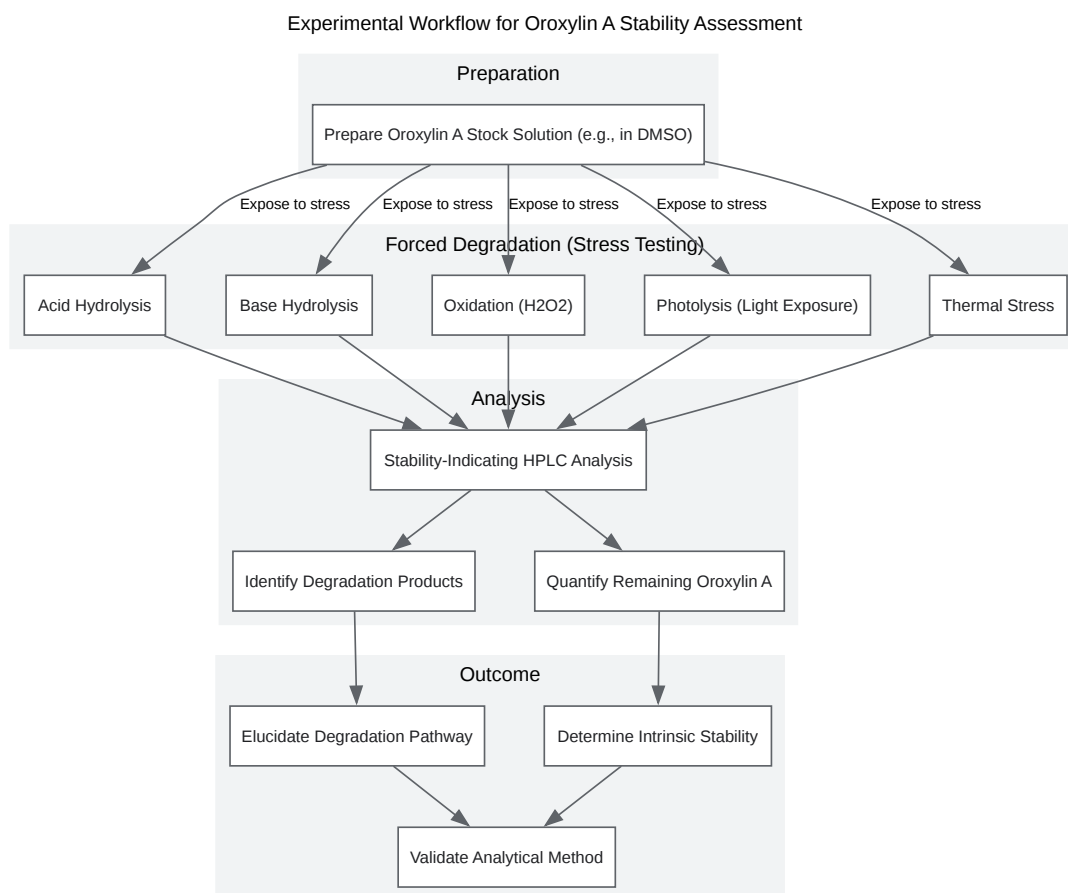 Experimental Workflow for Oroxylin A Stability Assessment
Preparation
Prepare Oroxylin A Stock Solution (e.g., in DMSO)
Expose to stress
Expose to stress
Expose to stress
Expose to stress
Expose to stress
Forced Degradation (Stress Testing)
Acid Hydrolysis
Base Hydrolysis
Oxidation (H2O2)
Photolysis (Light Exposure)
Thermal Stress
Analysis
Stability-Indicating HPLC Analysis
Identify Degradation Products
Quantify Remaining Oroxylin A
Outcome
Elucidate Degradation Pathway
Determine Intrinsic Stability
Validate Analytical Method